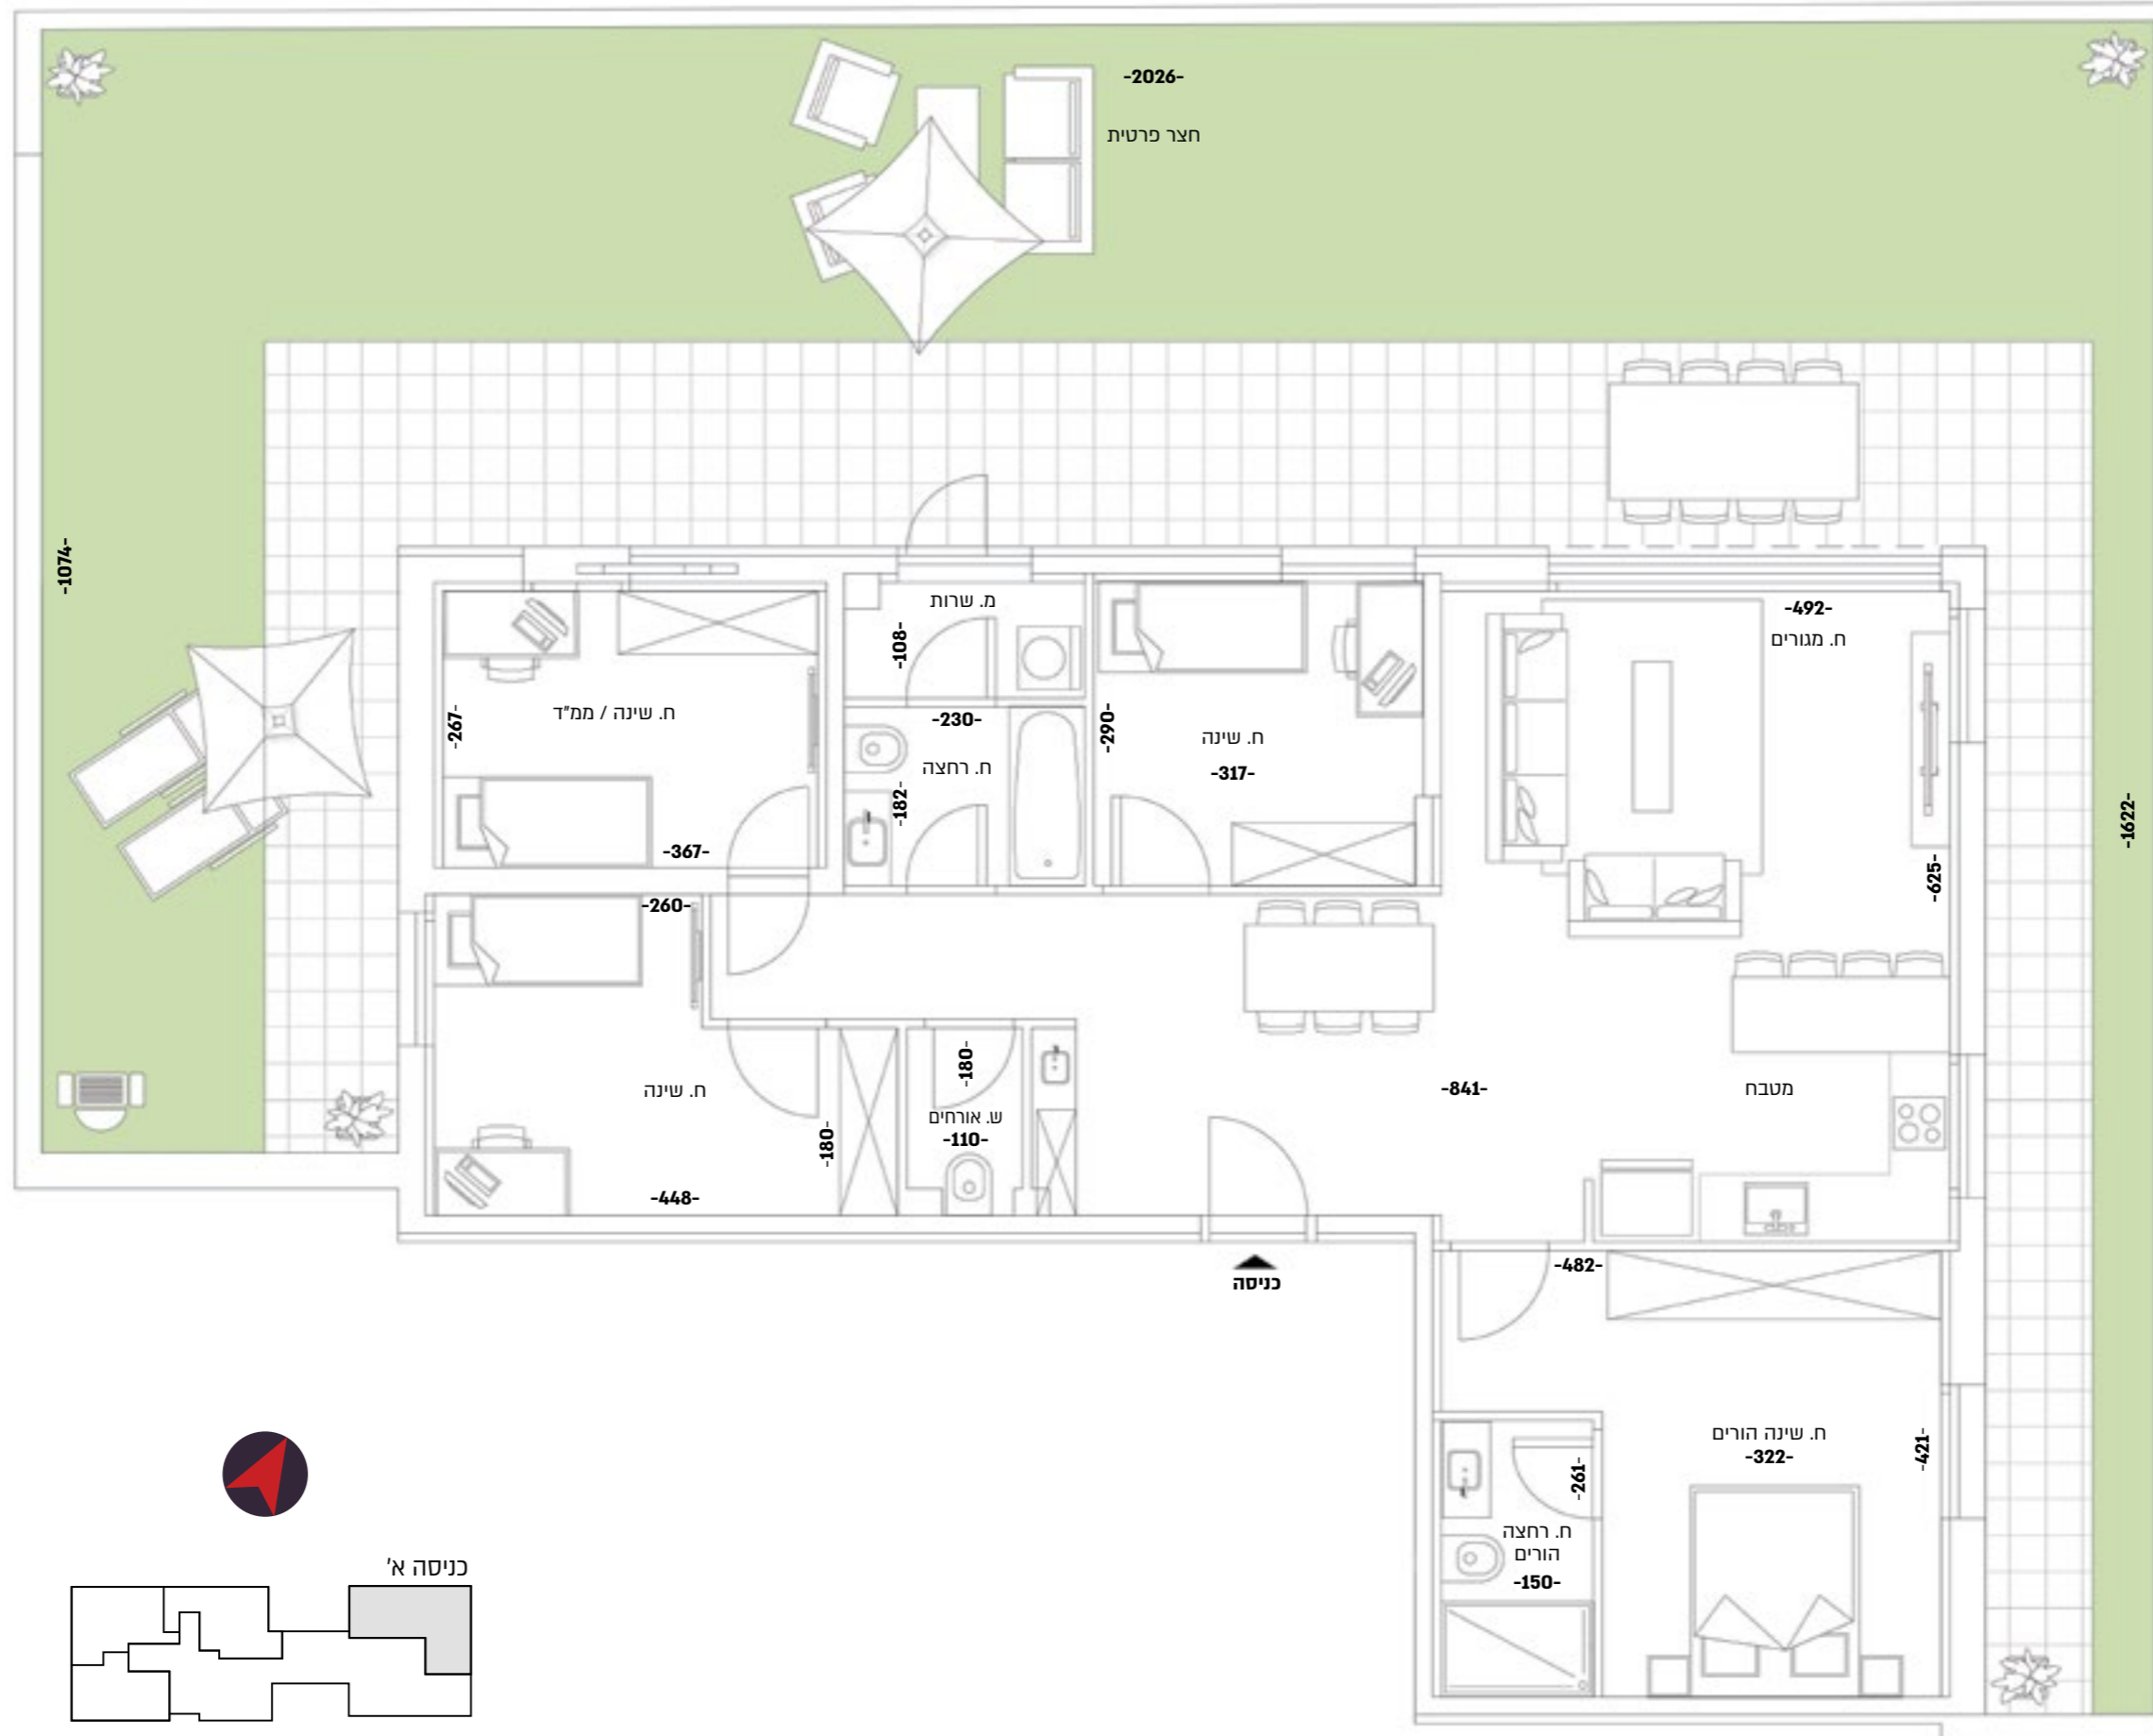 -2026-
חצר פרטית
-1074-
-1622-
מ. שרות
-108-
-492-
ח. מגורים
-625-
ח. שינה / ממ"ד
-267-
-367-
-230-
ח. רחצה
-182-
-290-
ח. שינה
-317-
-260-
ח. שינה
-180-
-448-
-180-
ש. אורחים
-110-
-841-
מטבח
כניסה
-482-
ח. שינה הורים
-322-
-421-
-261-
ח. רחצה
הורים
-150-
כניסה א'